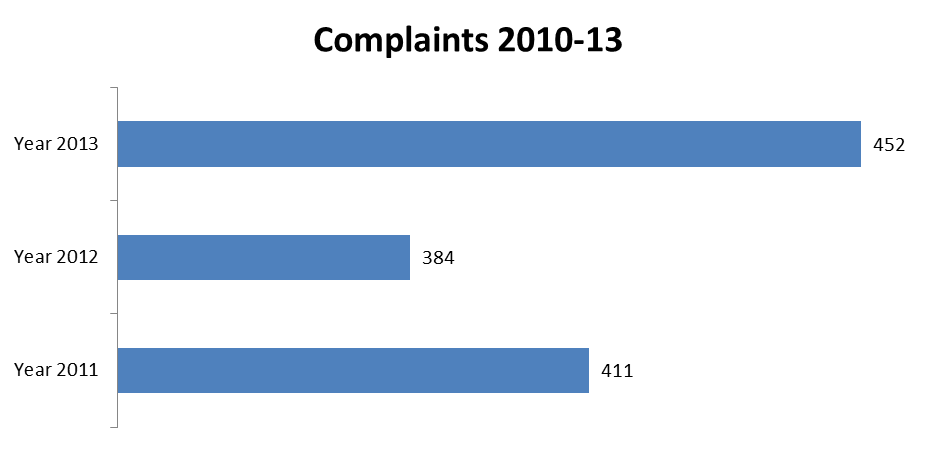 Complaints 2010-13
Year 2013 452
Year 2012 384
Year 2011 411